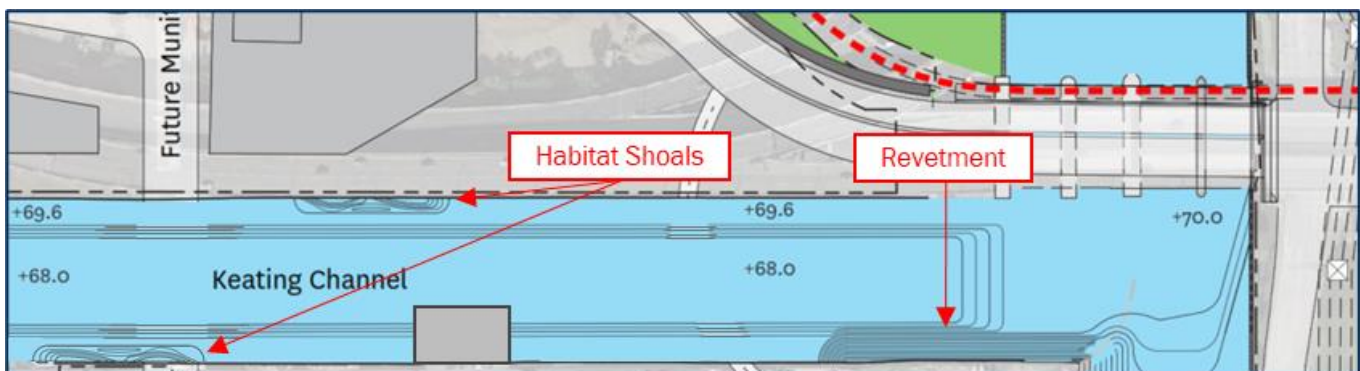 Future Muni
Habitat Shoals
Revetment
+69.6
+69.6
+70.0
+68.0
Keating Channel
+68.0